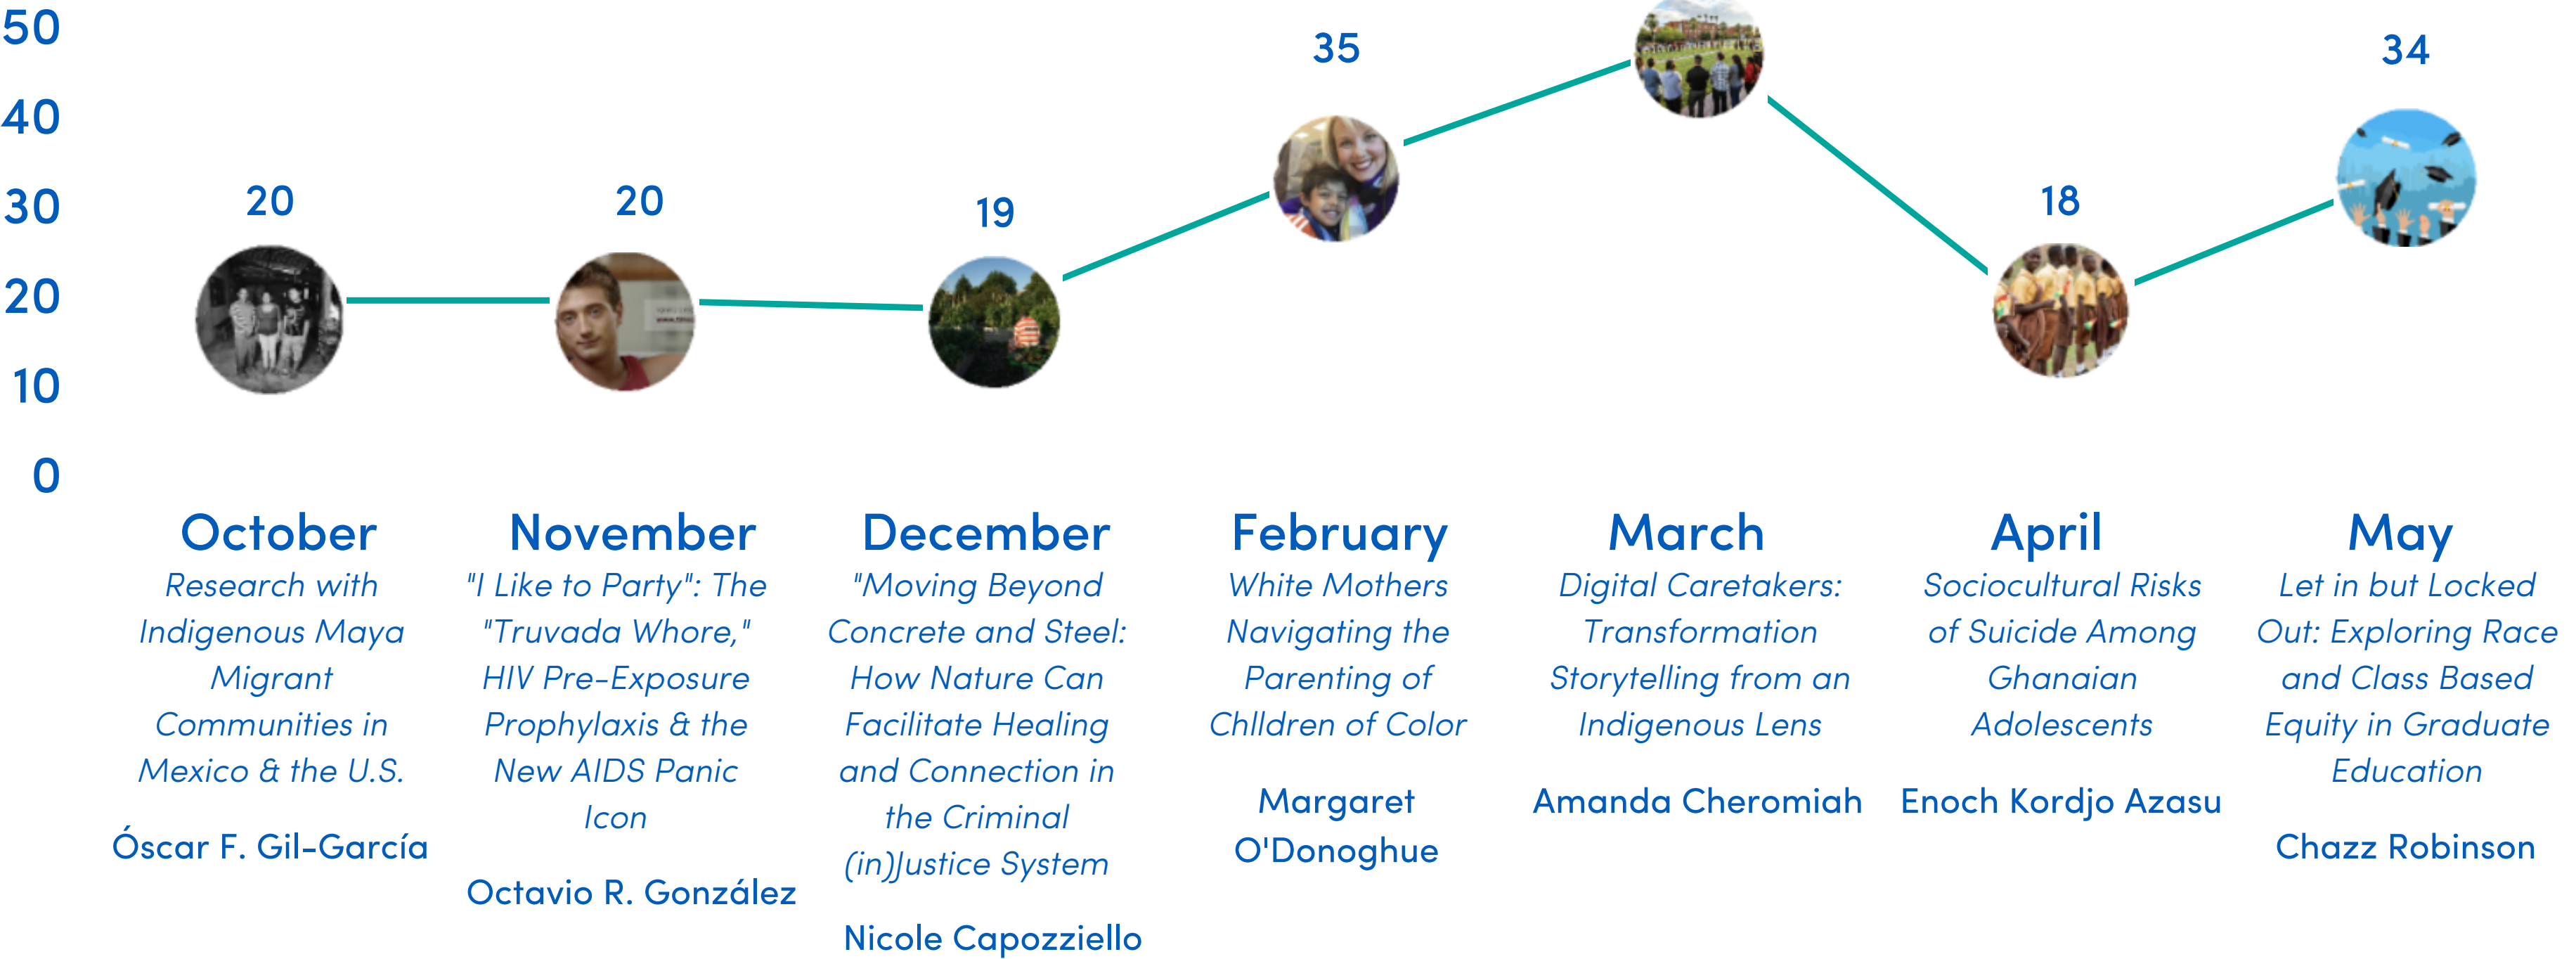 50
40
30
20
10
0
20
20
19
35
18
34
October
Research with
Indigenous Maya
Migrant
Communities in
Mexico & the U.S.
Óscar F. Gil-García
November
"I Like to Party": The
"Truvada Whore,"
HIV Pre-Exposure
Prophylaxis & the
New AIDS Panic
Icon
Octavio R. González
December
"Moving Beyond
Concrete and Steel:
How Nature Can
Facilitate Healing
and Connection in
the Criminal
(in)Justice System
Nicole Capozziello
February
White Mothers
Navigating the
Parenting of
Chlldren of Color
Margaret
O'Donoghue
March
Digital Caretakers:
Transformation
Storytelling from an
Indigenous Lens
Amanda Cheromiah
April
Sociocultural Risks
of Suicide Among
Ghanaian
Adolescents
Enoch Kordjo Azasu
May
Let in but Locked
Out: Exploring Race
and Class Based
Equity in Graduate
Education
Chazz Robinson